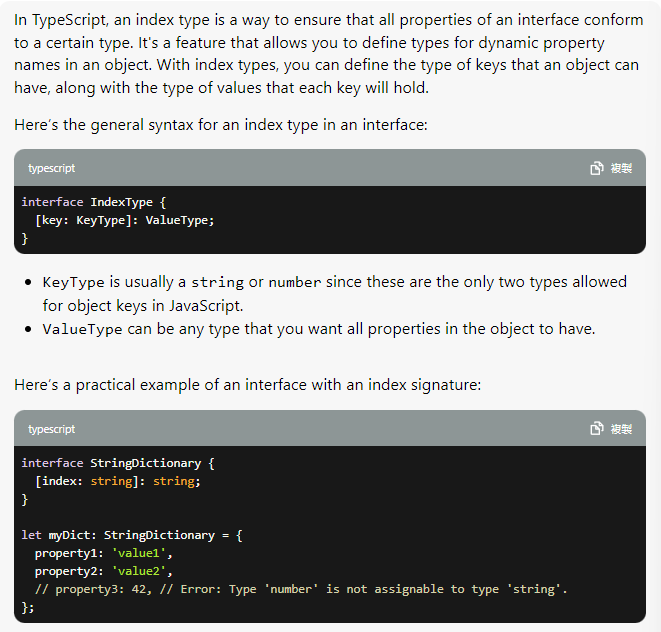 In TypeScript, an index type is a way to ensure that all properties of an interface conform
to a certain type. It's a feature that allows you to define types for dynamic property
names in an object. With index types, you can define the type of keys that an object can
have, along with the type of values that each key will hold.
Here's the general syntax for an index type in an interface:
typescript 複製
interface IndexType {
  [key: KeyType]: ValueType;
}
• KeyType is usually a string or number since these are the only two types allowed
for object keys in JavaScript.
• ValueType can be any type that you want all properties in the object to have.
Here's a practical example of an interface with an index signature:
typescript 複製
interface StringDictionary {
  [index: string]: string;
}
let myDict: StringDictionary = {
  property1: 'value1',
  property2: 'value2',
  // property3: 42, // Error: Type 'number' is not assignable to type 'string'.
};